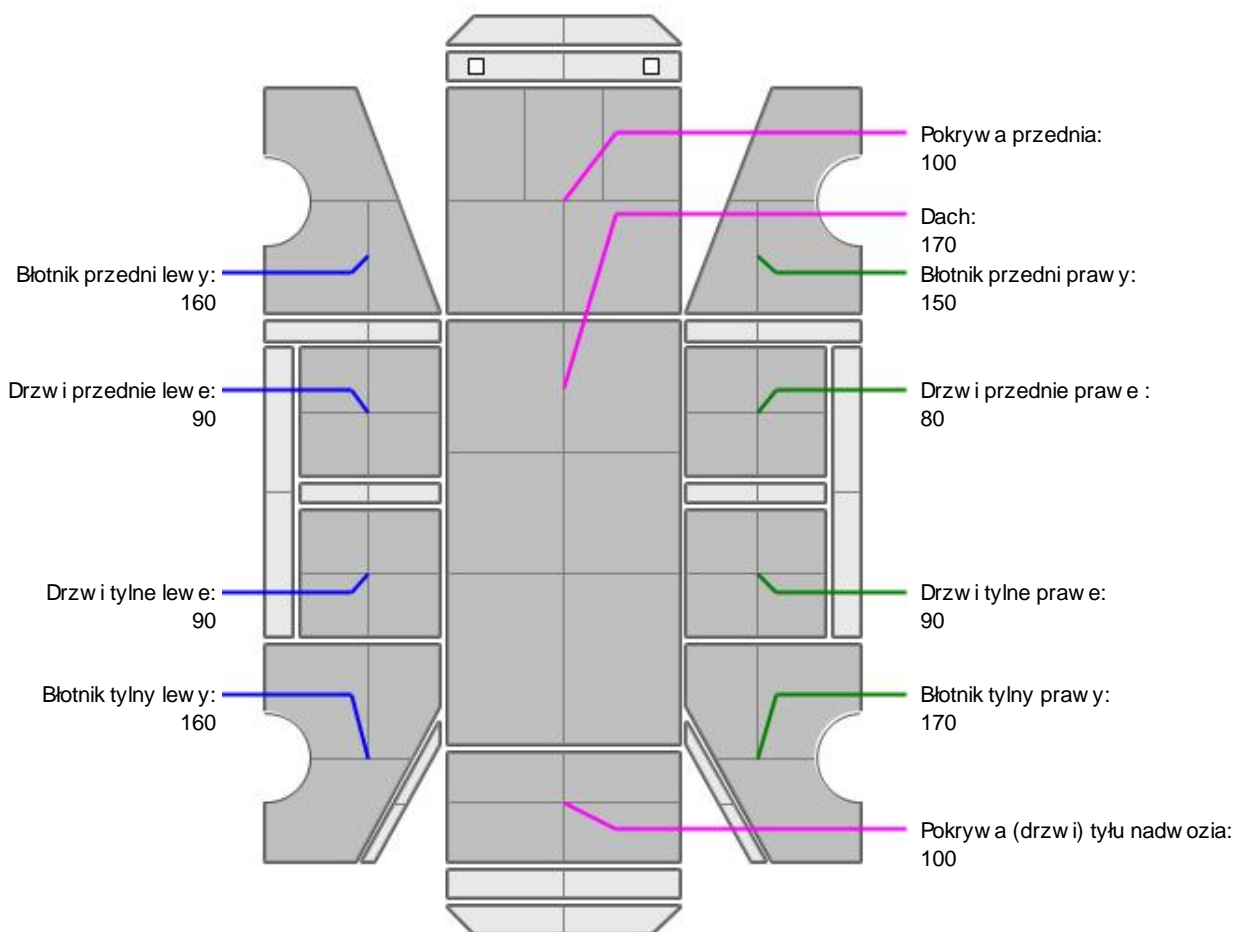 Pokrywa przednia:
100
Dach:
170
Błotnik przedni lewy:
160
Błotnik przedni prawy:
150
Drzwi przednie lewe:
90
Drzwi przednie prawe :
80
Drzwi tylne lewe:
90
Drzwi tylne prawe:
90
Błotnik tylny lewy:
160
Błotnik tylny prawy:
170
Pokrywa (drzwi) tyłu nadwozia:
100